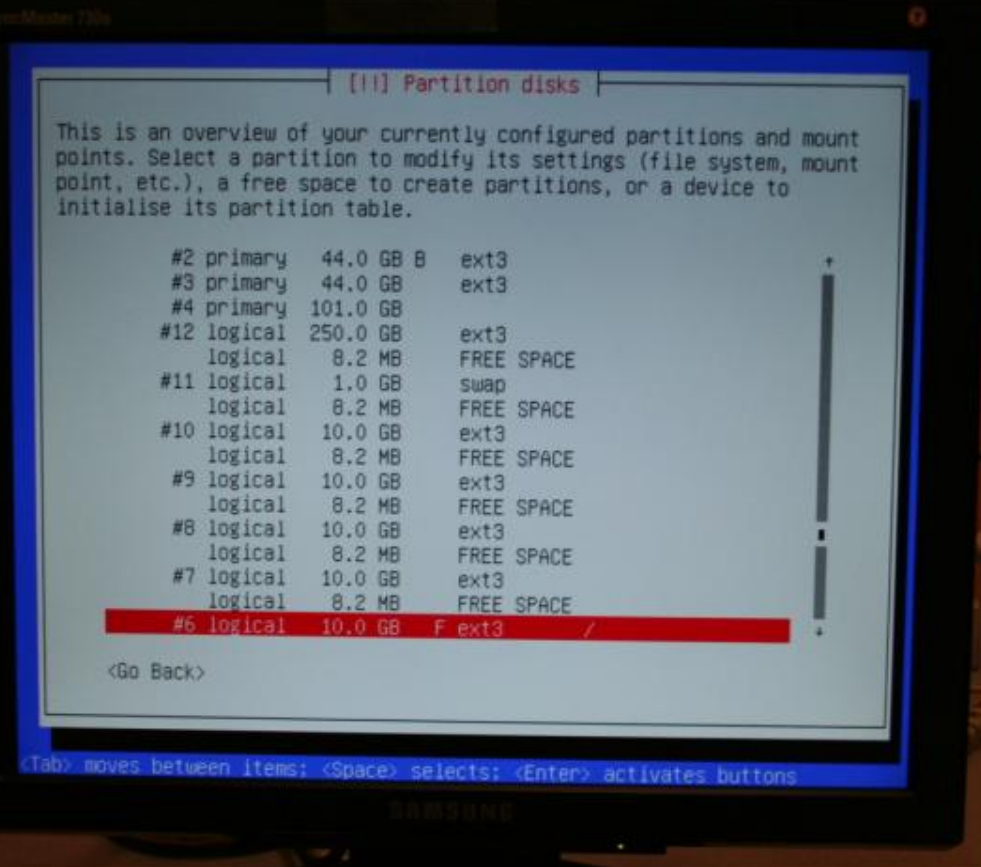 SyncMaster 730s
[!!] Partition disks
This is an overview of your currently configured partitions and mount
points. Select a partition to modify its settings (file system, mount
point, etc.), a free space to create partitions, or a device to
initialise its partition table.
#2 primary 44.0 GB B ext3
#3 primary 44.0 GB ext3
#4 primary 101.0 GB
#12 logical 250.0 GB ext3
logical 8.2 MB FREE SPACE
#11 logical 1.0 GB swap
logical 8.2 MB FREE SPACE
#10 logical 10.0 GB ext3
logical 8.2 MB FREE SPACE
#9 logical 10.0 GB ext3
logical 8.2 MB FREE SPACE
#8 logical 10.0 GB ext3
logical 8.2 MB FREE SPACE
#7 logical 10.0 GB ext3
logical 8.2 MB FREE SPACE
#6 logical 10.0 GB F ext3 /
<Go Back>
<Tab> moves between items; <Space> selects; <Enter> activates buttons
SAMSUNG